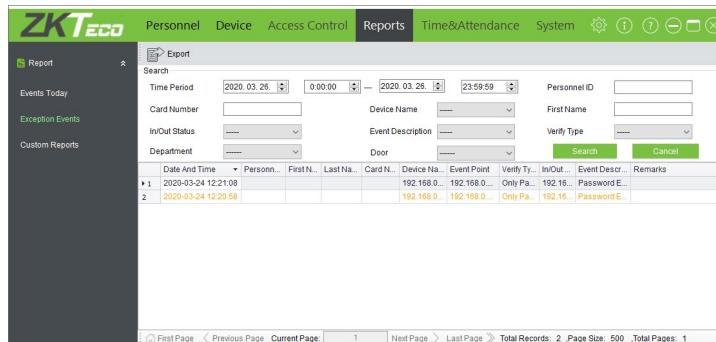 ZKTECO Personnel Device Access Control Reports Time&Attendance System
Report
Events Today
Exception Events
Custom Reports
Export
Search
Time Period 2020. 03. 26. 0:00:00 — 2020. 03. 26. 23:59:59 Personnel ID
Card Number Device Name ----- First Name
In/Out Status ----- Event Description ----- Verify Type -----
Department ------ Door ----- Search Cancel
Date And Time Personn... First N... Last Na... Card N... Device Na... Event Point Verify Ty... In/Out ... Event Descr... Remarks
1 2020-03-24 12:21:08 192.168.0... 192.168.0... Only Pa... 192.16... Password E...
2 2020-03-24 12:20:58 192.168.0... 192.168.0... Only Pa... 192.16... Password E...
First Page Previous Page Current Page: 1 Next Page Last Page Total Records: 2 ,Page Size: 500 ,Total Pages: 1